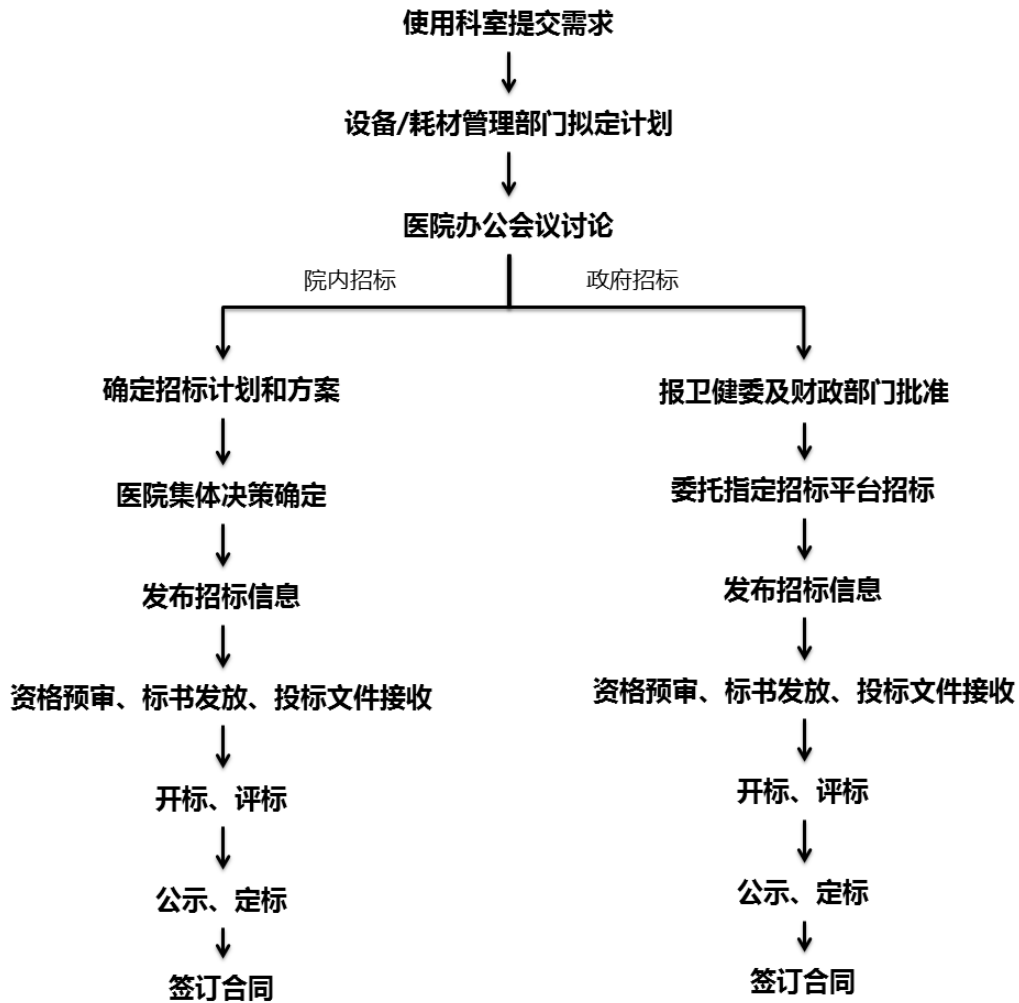 使用科室提交需求
设备/耗材管理部门拟定计划
医院办公会议讨论
院内招标
政府招标
确定招标计划和方案
医院集体决策确定
发布招标信息
资格预审、标书发放、投标文件接收
开标、评标
公示、定标
签订合同
报卫健委及财政部门批准
委托指定招标平台招标
发布招标信息
资格预审、标书发放、投标文件接收
开标、评标
公示、定标
签订合同